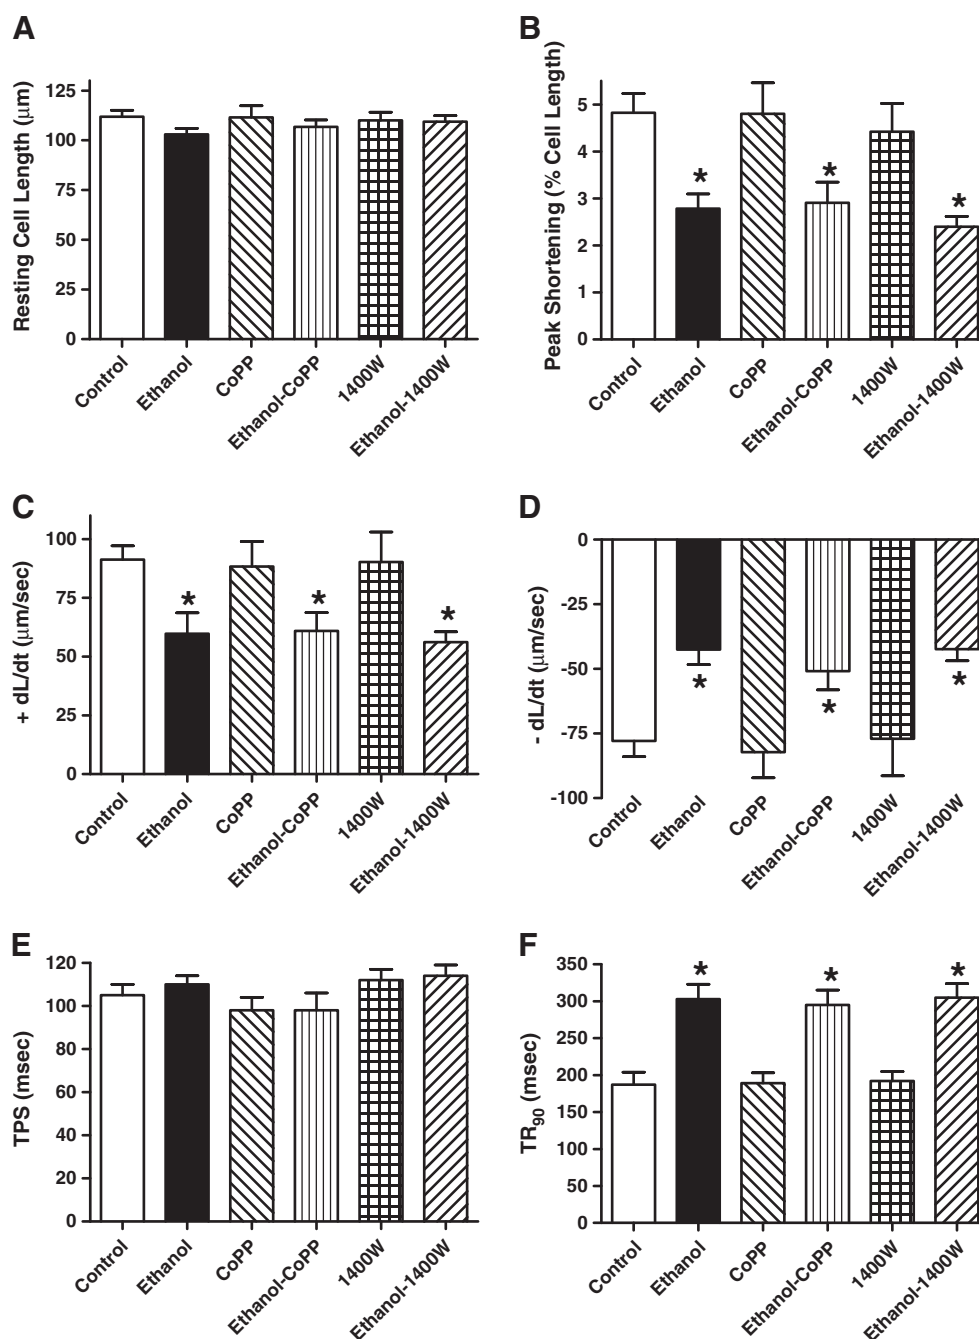 A
Resting Cell Length (μm)
125
100
75
50
25
0
Control
Ethanol
CoPP
Ethanol-CoPP
1400W
Ethanol-1400W
B
Peak Shortening (% Cell Length)
5
4
3
2
1
0
*
*
*
Control
Ethanol
CoPP
Ethanol-CoPP
1400W
Ethanol-1400W
C
+ dL/dt (μm/sec)
100
75
50
25
0
*
*
*
Control
Ethanol
CoPP
Ethanol-CoPP
1400W
Ethanol-1400W
D
- dL/dt (μm/sec)
0
-25
-50
-75
-100
*
*
*
Control
Ethanol
CoPP
Ethanol-CoPP
1400W
Ethanol-1400W
E
TPS (msec)
120
100
80
60
40
20
0
Control
Ethanol
CoPP
Ethanol-CoPP
1400W
Ethanol-1400W
F
TR90 (msec)
350
300
250
200
150
100
50
0
*
*
*
Control
Ethanol
CoPP
Ethanol-CoPP
1400W
Ethanol-1400W